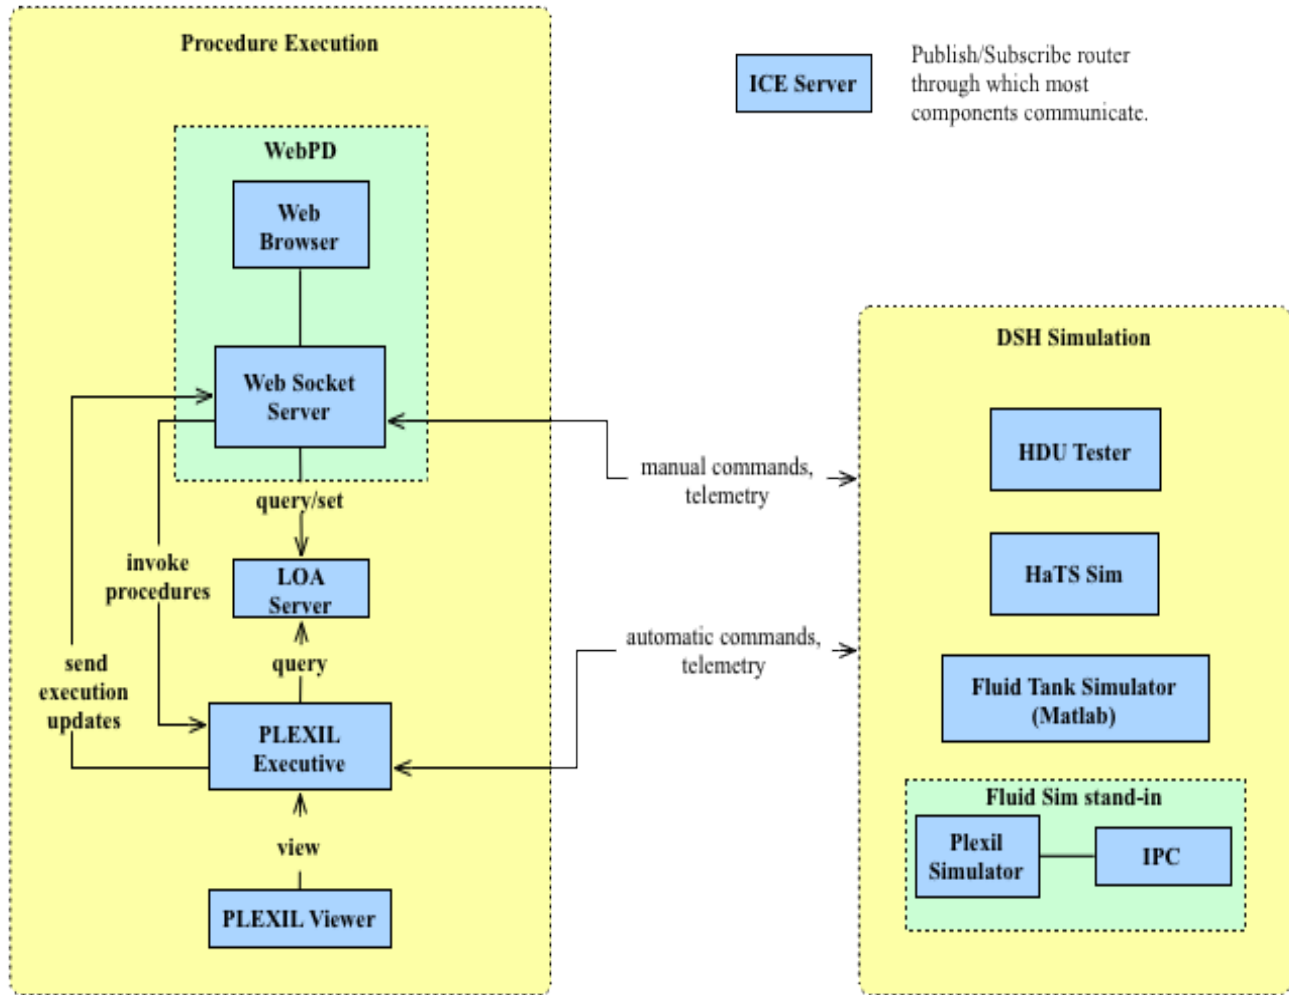 Procedure Execution
ICE Server
Publish/Subscribe router
through which most
components communicate.
WebPD
Web
Browser
Web Socket
Server
query/set
invoke
procedures
LOA
Server
send
execution
updates
query
PLEXIL
Executive
view
PLEXIL Viewer
manual commands,
telemetry
automatic commands,
telemetry
DSH Simulation
HDU Tester
HaTS Sim
Fluid Tank Simulator
(Matlab)
Fluid Sim stand-in
Plexil
Simulator
IPC